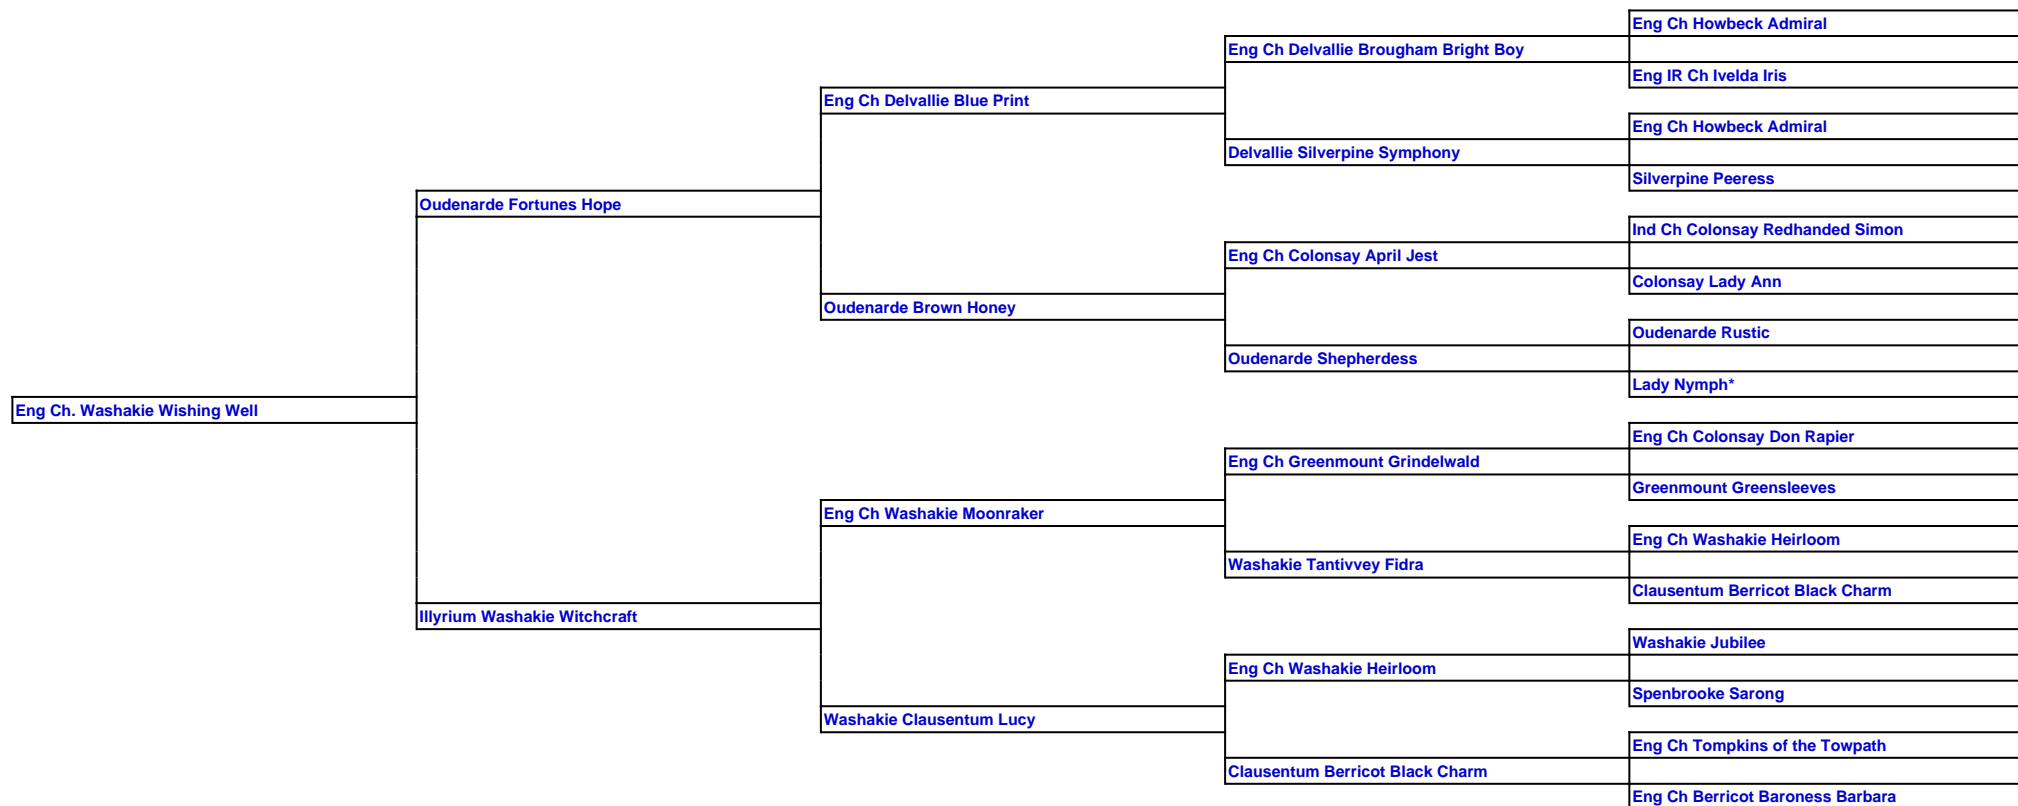 Eng Ch Howbeck Admiral
Eng Ch Delvallie Brougham Bright Boy
Eng IR Ch Ivelda Iris
Eng Ch Delvallie Blue Print
Eng Ch Howbeck Admiral
Delvallie Silverpine Symphony
Silverpine Peeress
Oudenarde Fortunes Hope
Ind Ch Colonsay Redhanded Simon
Eng Ch Colonsay April Jest
Colonsay Lady Ann
Oudenarde Brown Honey
Oudenarde Rustic
Oudenarde Shepherdess
Lady Nymph*
Eng Ch. Washakie Wishing Well
Eng Ch Colonsay Don Rapier
Eng Ch Greenmount Grindelwald
Greenmount Greensleeves
Eng Ch Washakie Moonraker
Eng Ch Washakie Heirloom
Washakie Tantivvey Fidra
Clausentum Berricot Black Charm
Illyrium Washakie Witchcraft
Washakie Jubilee
Eng Ch Washakie Heirloom
Spenbrooke Sarong
Washakie Clausentum Lucy
Eng Ch Tompkins of the Towpath
Clausentum Berricot Black Charm
Eng Ch Berricot Baroness Barbara